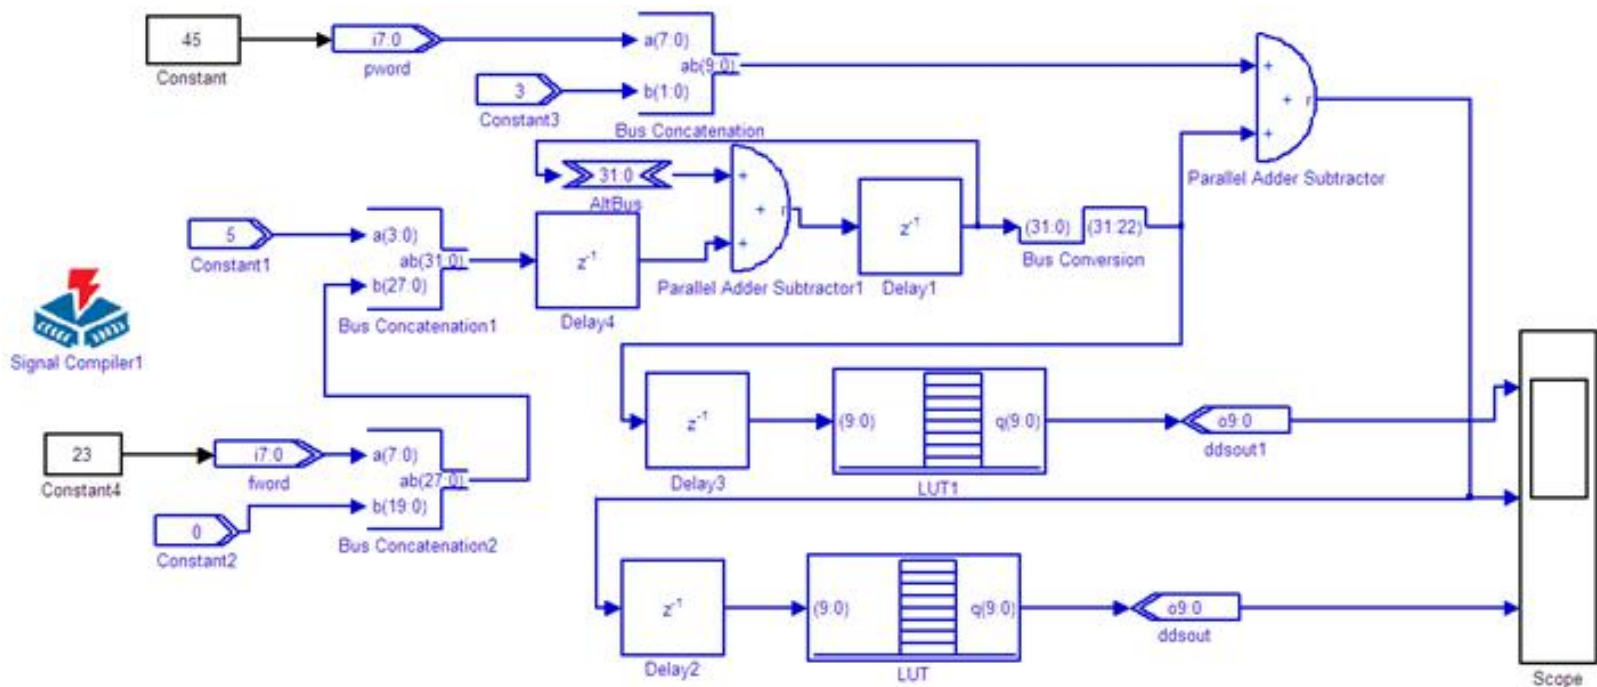 45
Constant
i7:0
pword
3
Constant3
a(7:0)
ab(9:0)
b(1:0)
Bus Concatenation
+
+ r
+
Parallel Adder Subtractor
31:0
AltBus
+
+ r
+
Parallel Adder Subtractor1
z-1
Delay1
(31:0) (31:22)
Bus Conversion
5
Constant1
a(3:0)
ab(31:0)
b(27:0)
Bus Concatenation1
z-1
Delay4
Signal Compiler1
23
Constant4
i7:0
fword
0
Constant2
a(7:0)
ab(27:0)
b(19:0)
Bus Concatenation2
z-1
Delay3
(9:0) q(9:0)
LUT1
o9:0
ddsout1
z-1
Delay2
(9:0) q(9:0)
LUT
o9:0
ddsout
Scope